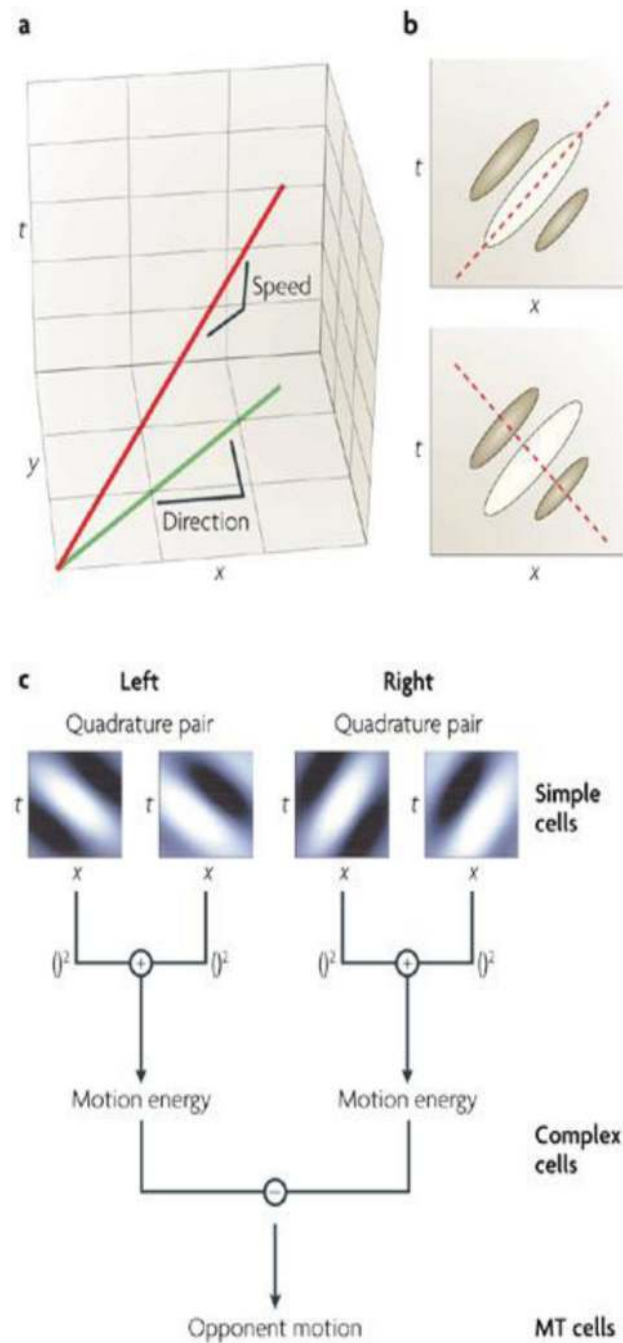 a
t
Speed
y
Direction
x
b
t
x
t
x
c
Left
Right
Quadrature pair
Quadrature pair
t
t
t
t
Simple
cells
x
x
x
x
()²
+
()²
()²
+
()²
Motion energy
Motion energy
Complex
cells
−
Opponent motion
MT cells